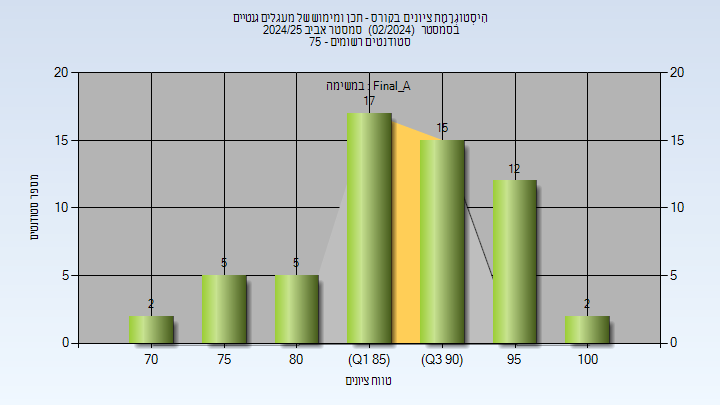 היסטוגרמת ציונים בקורס - תכן ומימוש של מעגלים גנטיים
בסמסטר (02/2024) סמסטר אביב 2024/25
סטודנטים רשומים - 75
במשימה : Final_A
20 20
15 15
10 10
5 5
0 0
2 5 5 17 15 12 2
70 75 80 (Q1 85) (Q3 90) 95 100
מספר סטודנטים
טווח ציונים